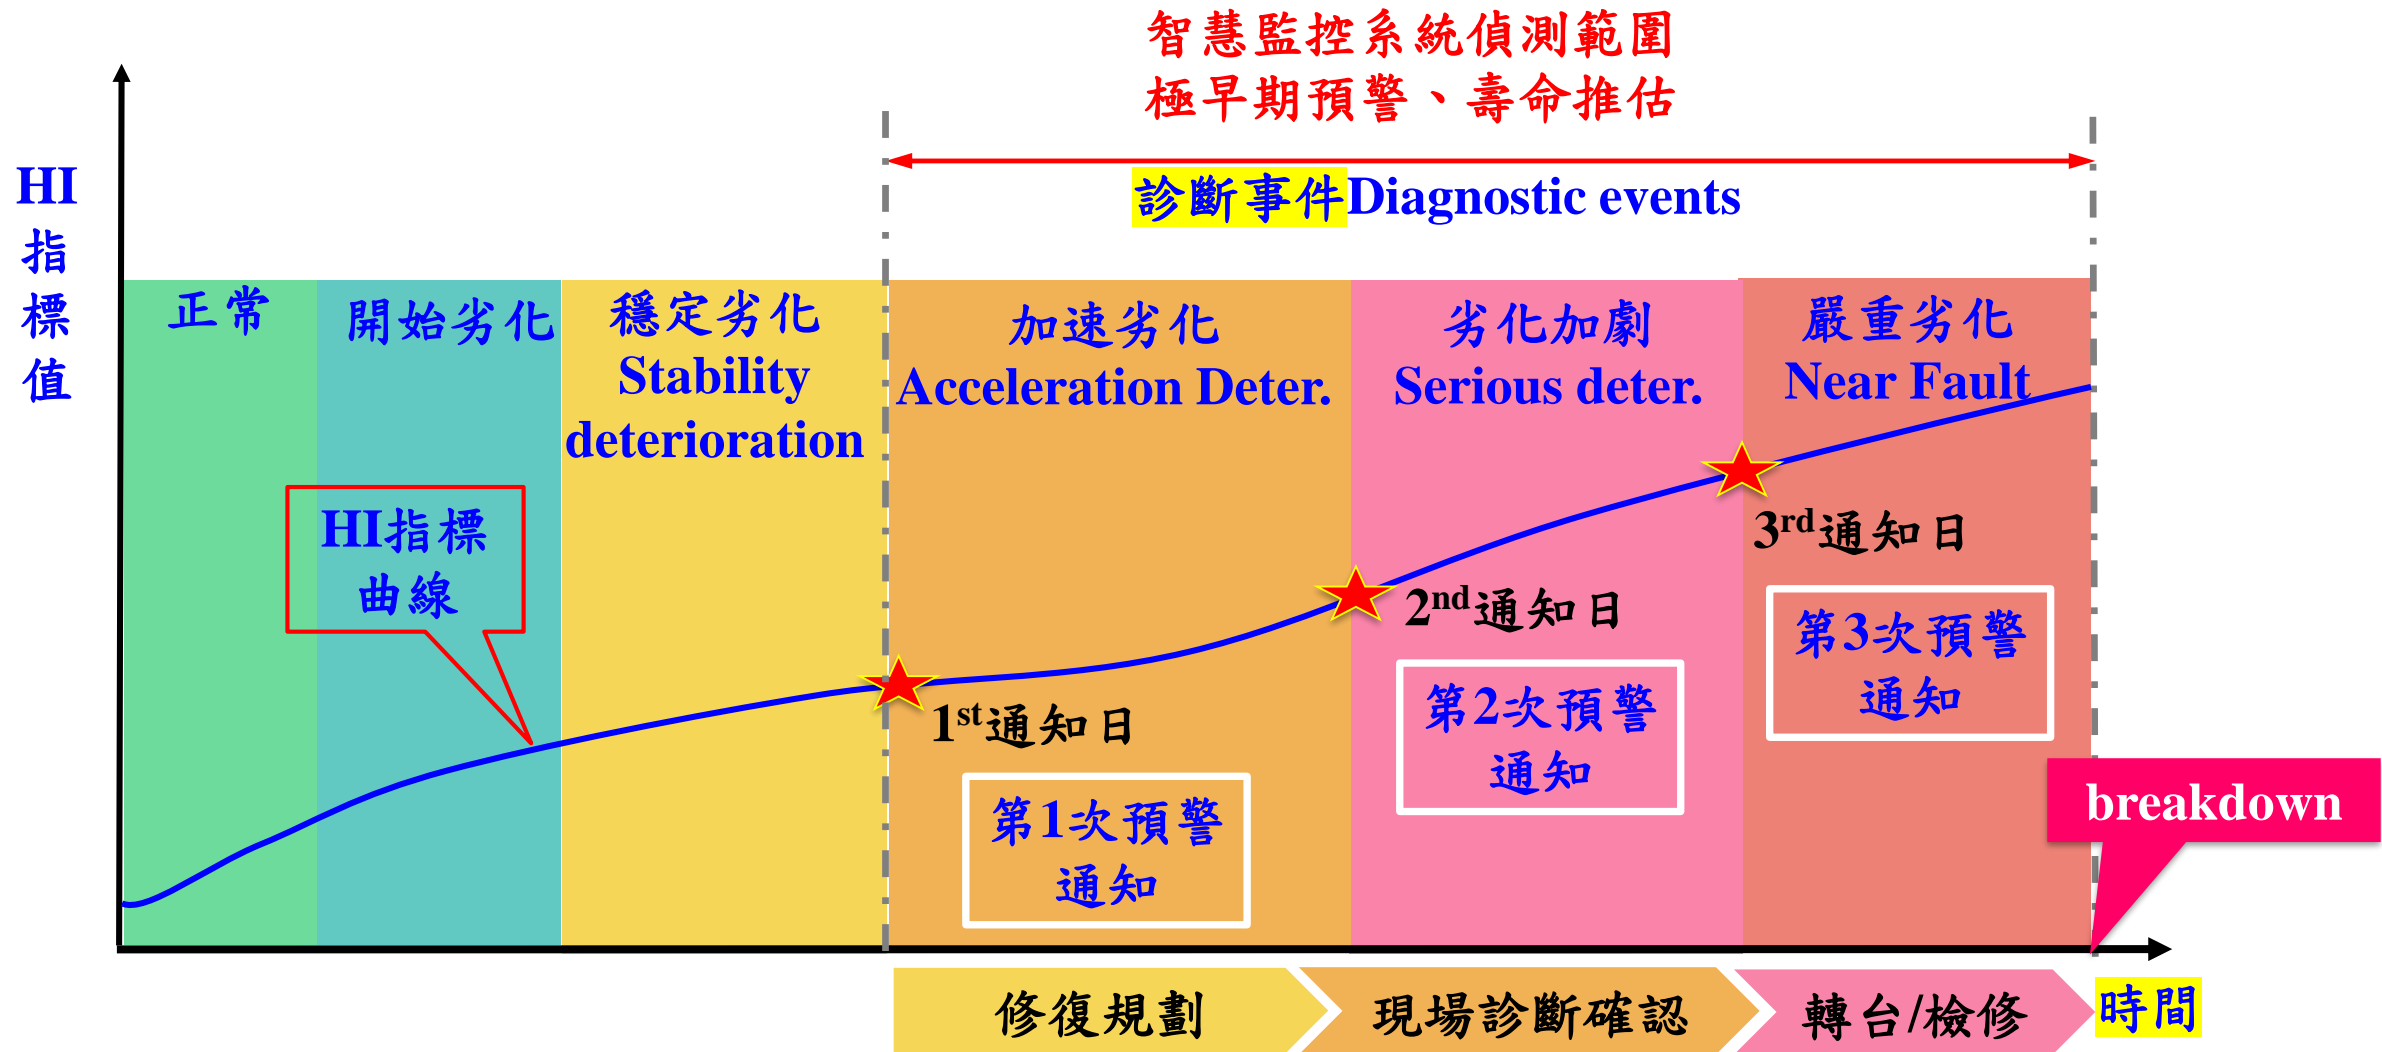 智慧監控系統偵測範圍
極早期預警、壽命推估
診斷事件Diagnostic events
HI
指
標
值
正常
開始劣化
穩定劣化
Stability
deterioration
加速劣化
Acceleration Deter.
劣化加劇
Serious deter.
嚴重劣化
Near Fault
HI指標
曲線
1st通知日
第1次預警
通知
2nd通知日
第2次預警
通知
3rd通知日
第3次預警
通知
breakdown
修復規劃
現場診斷確認
轉台/檢修
時間